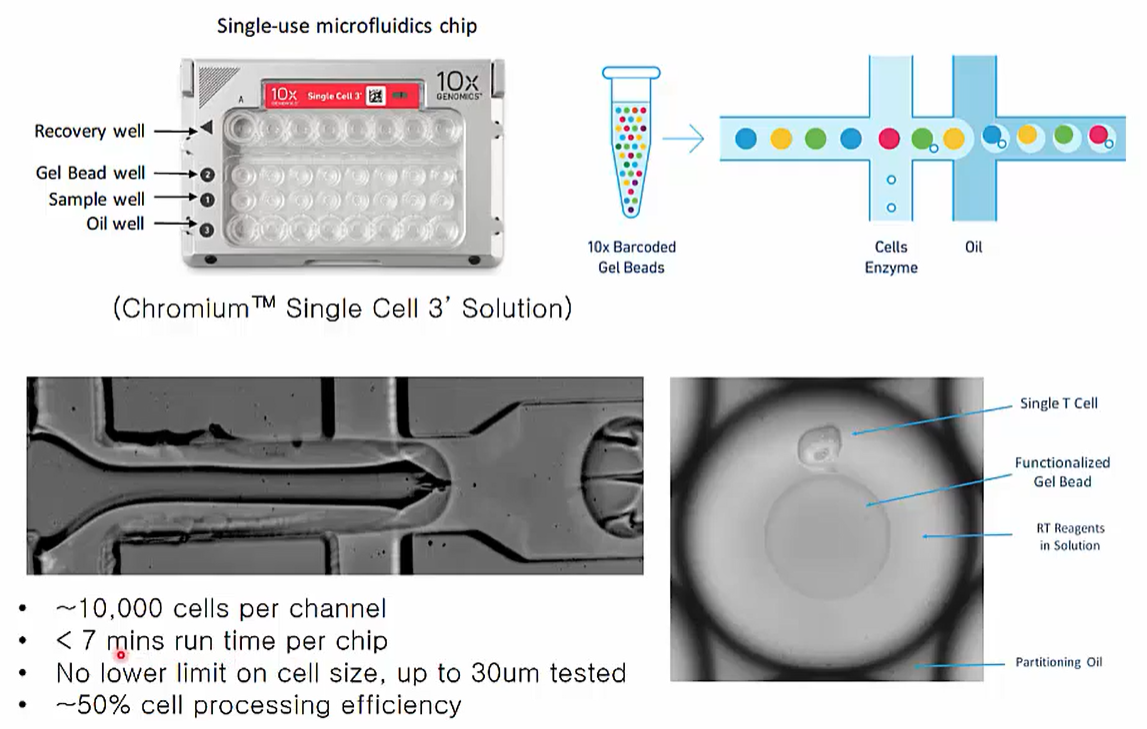 Single-use microfluidics chip
10x
GENOMICS
A
10x
GENOMICS
Single Cell 3'
Recovery well
Gel Bead well
2
Sample well
1
Oil well
3
10x Barcoded
Gel Beads
Cells
Enzyme
Oil
(Chromium™ Single Cell 3' Solution)
Single T Cell
Functionalized
Gel Bead
RT Reagents
in Solution
Partitioning Oil
• ~10,000 cells per channel
• < 7 mins run time per chip
• No lower limit on cell size, up to 30um tested
• ~50% cell processing efficiency